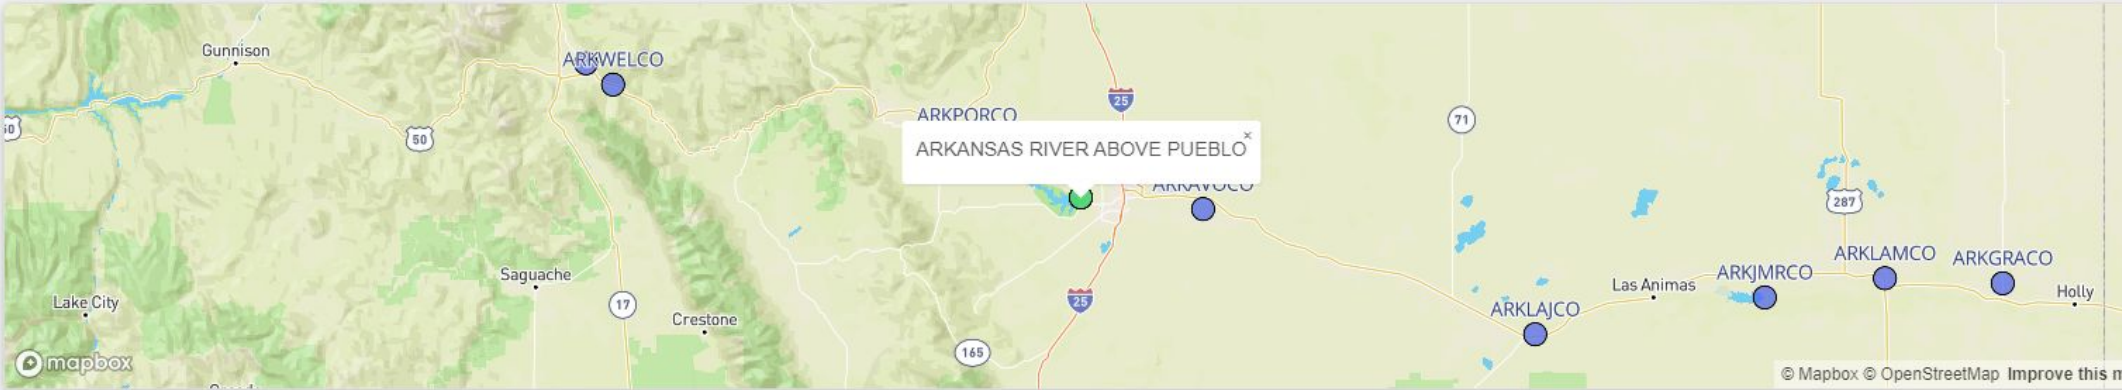 Gunnison
ARKWELCO
50
50
25
71
ARKPORCO
×
ARKANSAS RIVER ABOVE PUEBLO
ARKAVOCO
287
Saguache
Lake City
17
Crestone
25
165
ARKLAJCO
Las Animas
ARKJMRCO
ARKLAMCO
ARKGRACO
Holly
mapbox
© Mapbox © OpenStreetMap Improve this m